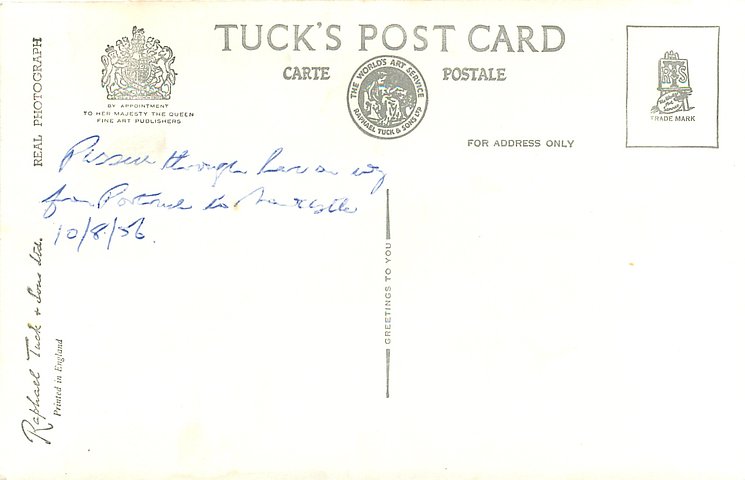 TUCK'S POST CARD
CARTE POSTALE
THE WORLD'S ART SERVICE
RAPHAEL TUCK & SONS LTD
BY APPOINTMENT
TO HER MAJESTY THE QUEEN
FINE ART PUBLISHERS
REAL PHOTOGRAPH
Raphael Tuck & Sons Ltd.
Printed in England
FOR ADDRESS ONLY
TRADE MARK
GREETINGS TO YOU
through here on way
from to
10/8/56.